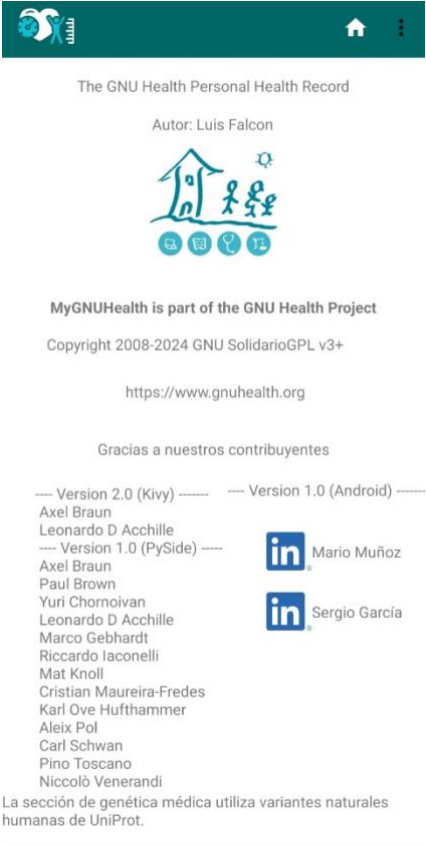 The GNU Health Personal Health Record
Autor: Luis Falcon
MyGNUHealth is part of the GNU Health Project
Copyright 2008-2024 GNU SolidarioGPL v3+
https://www.gnuhealth.org
Gracias a nuestros contribuyentes
---- Version 2.0 (Kivy) -------
Axel Braun
Leonardo D Acchille
---- Version 1.0 (PySide) -----
Axel Braun
Paul Brown
Yuri Chornoivan
Leonardo D Acchille
Marco Gebhardt
Riccardo Iaconelli
Mat Knoll
Cristian Maureira-Fredes
Karl Ove Hufthammer
Aleix Pol
Carl Schwan
Pino Toscano
Niccolò Venerandi
---- Version 1.0 (Android) -------
in Mario Muñoz
in Sergio García
La sección de genética médica utiliza variantes naturales
humanas de UniProt.